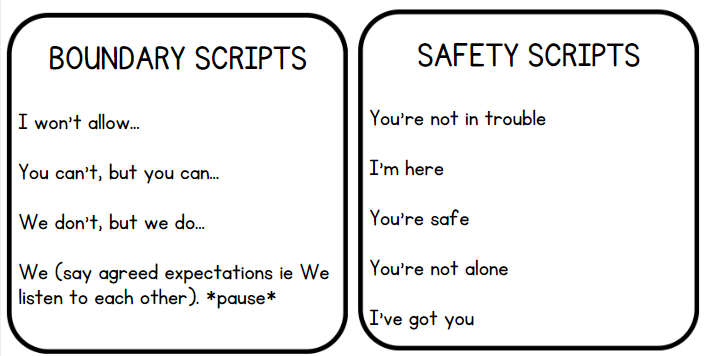 BOUNDARY SCRIPTS
I won't allow...
You can't, but you can...
We don't, but we do...
We (say agreed expectations ie We
listen to each other). *pause*
SAFETY SCRIPTS
You're not in trouble
I'm here
You're safe
You're not alone
I've got you